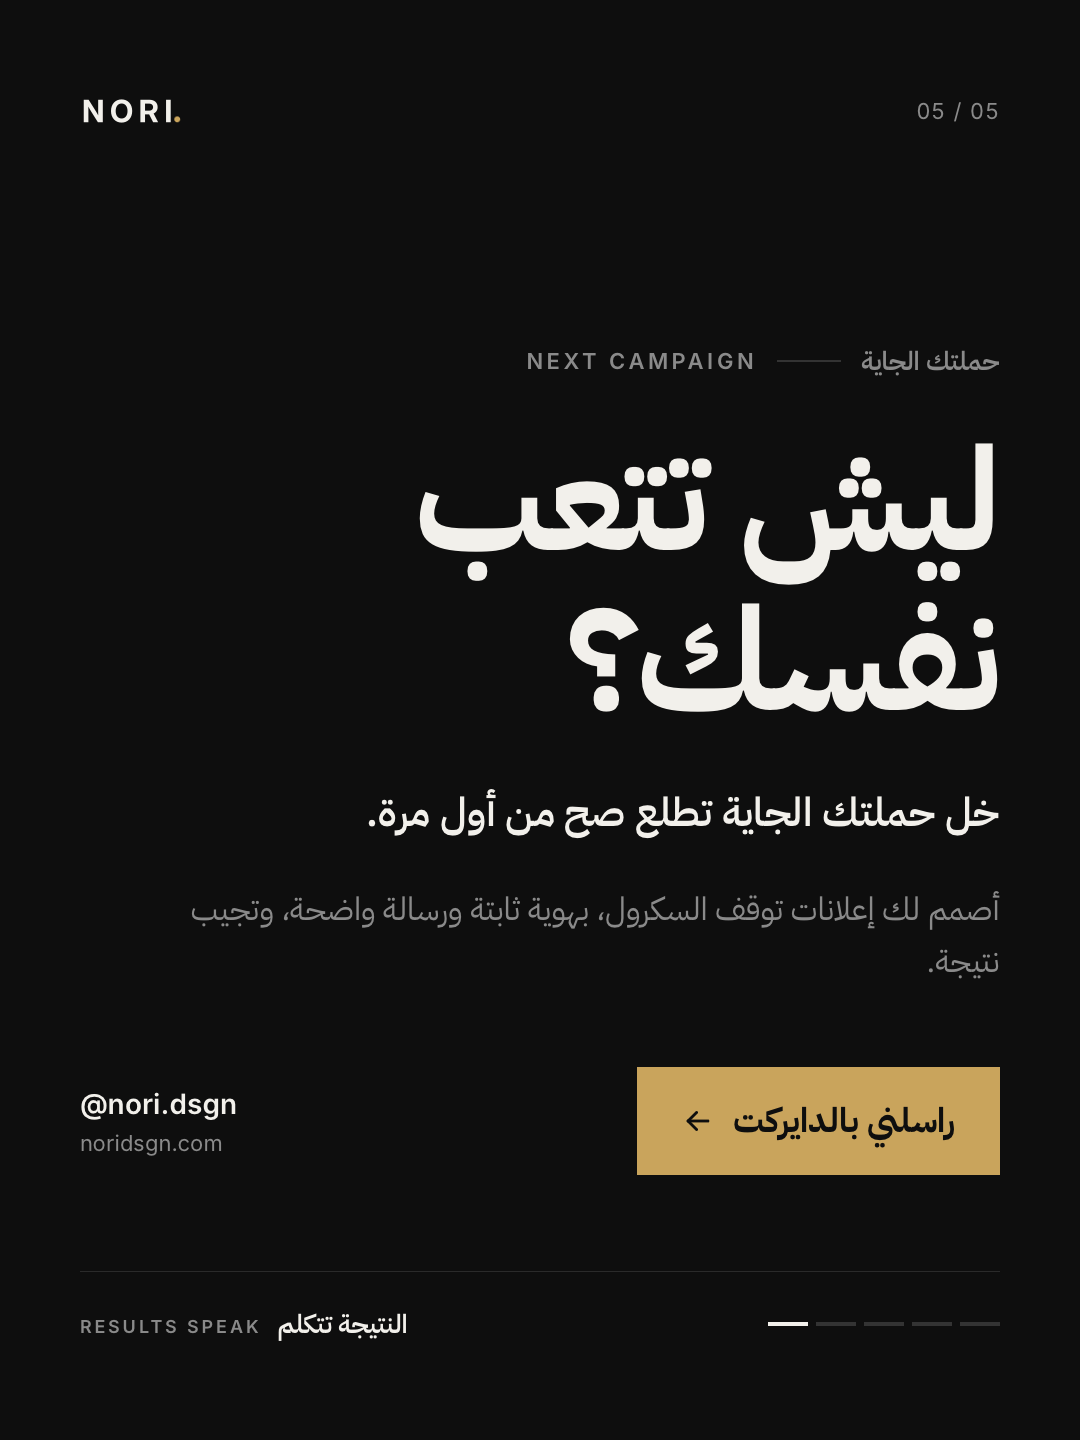 NORI.
05 / 05
حملتك الجاية — NEXT CAMPAIGN
ليش تتعب
نفسك؟
خل حملتك الجاية تطلع صح من أول مرة.
أصمم لك إعلانات توقف السكرول، بهوية ثابتة ورسالة واضحة، وتجيب
نتيجة.
راسلني بالدايركت ←
@nori.dsgn
noridsgn.com
RESULTS SPEAK النتيجة تتكلم